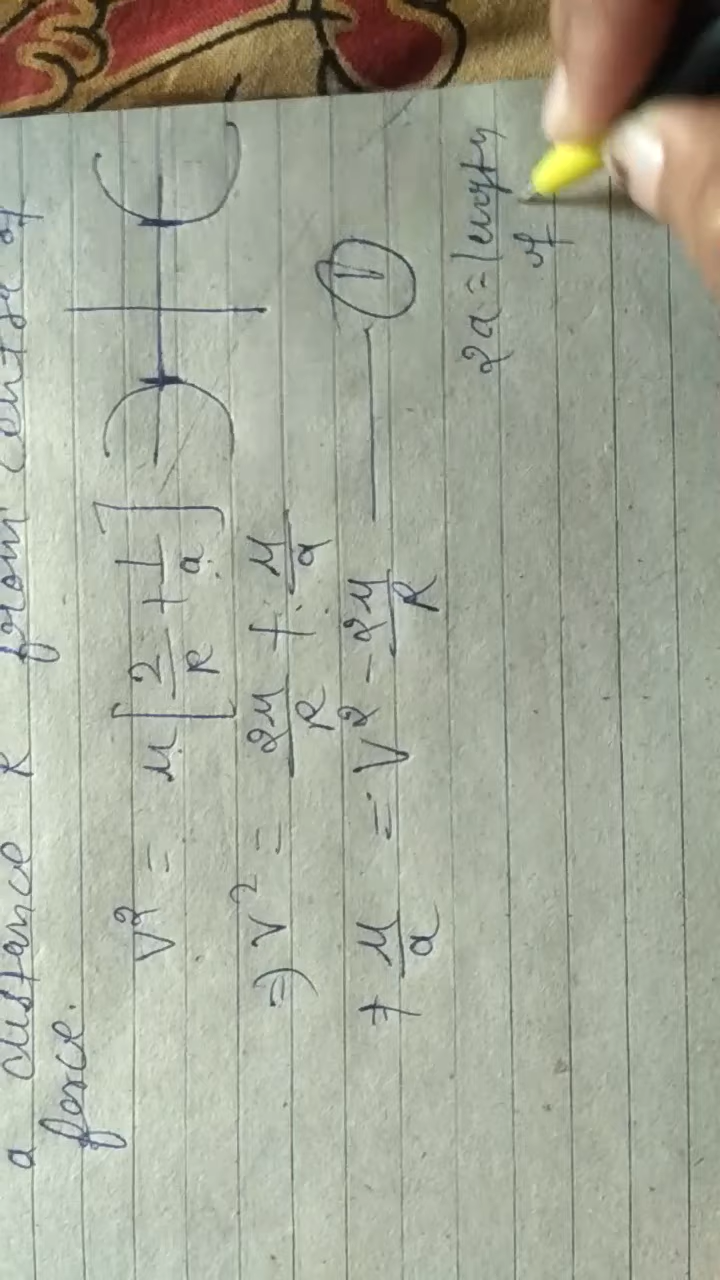 a distance R from centre of
force.
V² = μ[2/R + 1/a]
⇒ V² = 2μ/R + μ/a
+ μ/a = V² - 2μ/R —— ①
2a = length
of